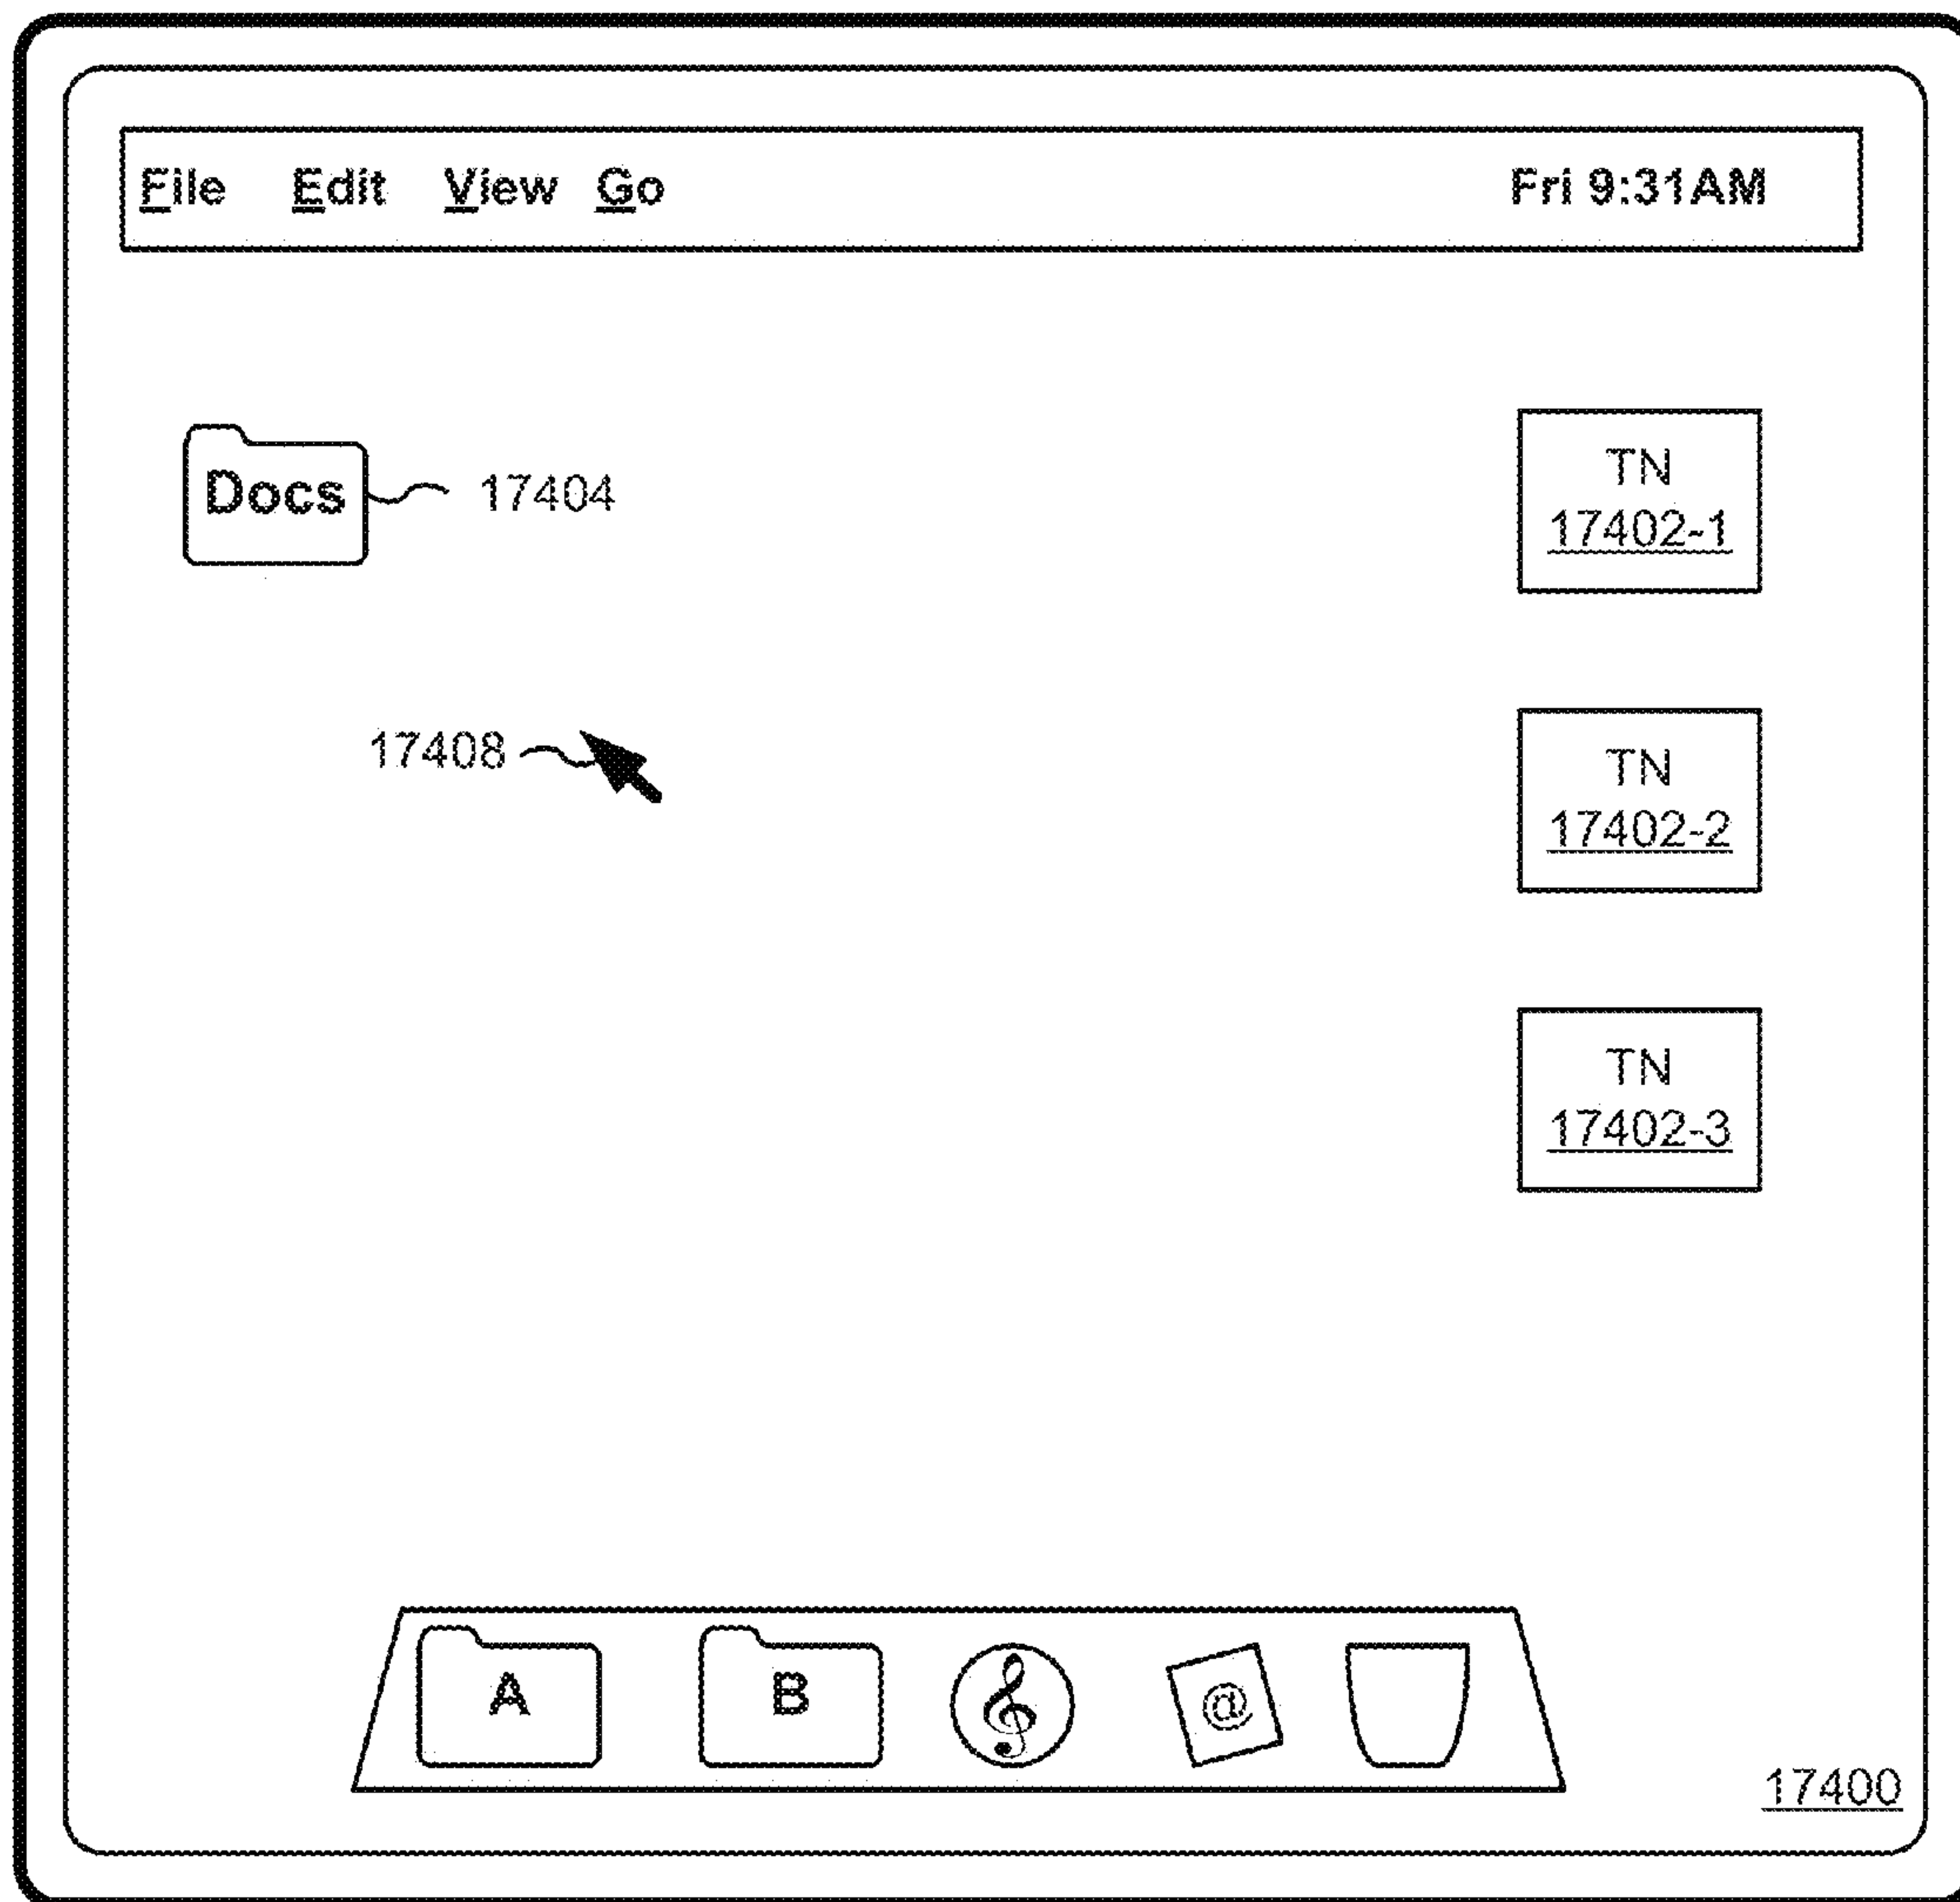 File Edit View Go Fri 9:31AM
Docs 17404
TN
17402-1
17408
TN
17402-2
TN
17402-3
A B @
17400